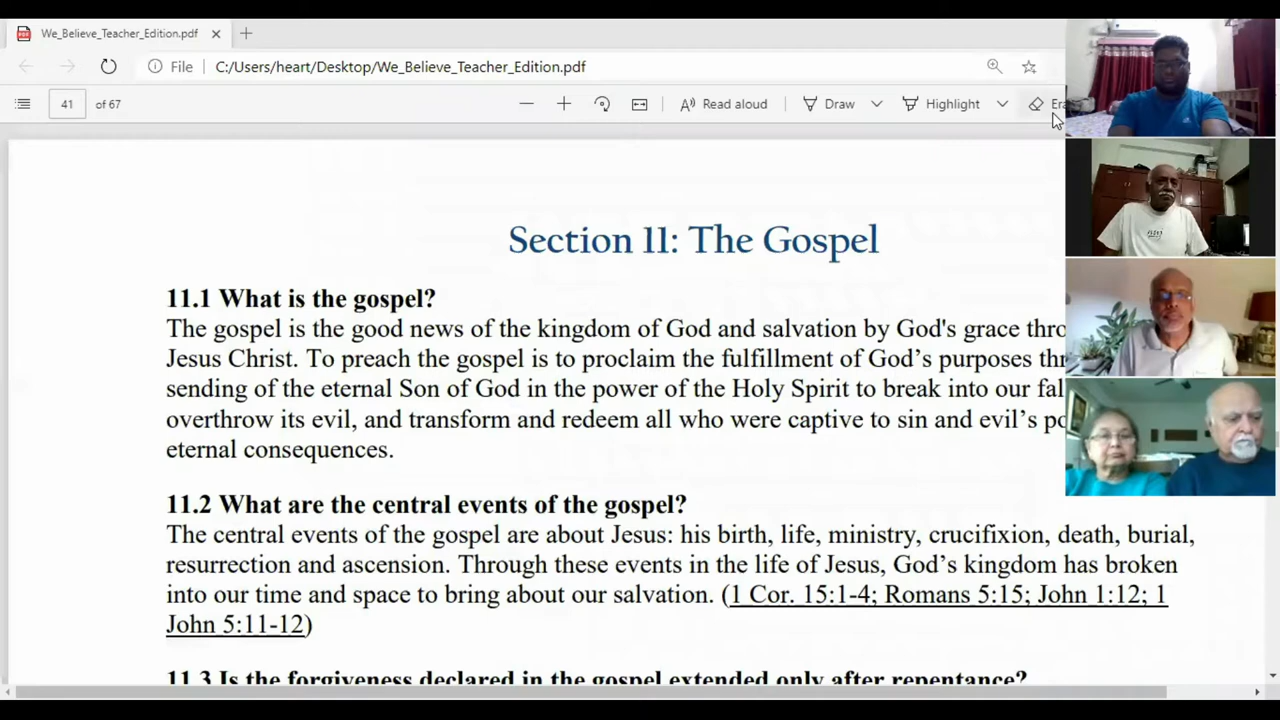 We_Believe_Teacher_Edition.pdf
File C:/Users/heart/Desktop/We_Believe_Teacher_Edition.pdf
41 of 67 Read aloud Draw Highlight
Section 11: The Gospel
11.1 What is the gospel?
The gospel is the good news of the kingdom of God and salvation by God's grace
Jesus Christ. To preach the gospel is to proclaim the fulfillment of God’s purposes
sending of the eternal Son of God in the power of the Holy Spirit to break into our
overthrow its evil, and transform and redeem all who were captive to sin and evil’s
eternal consequences.
11.2 What are the central events of the gospel?
The central events of the gospel are about Jesus: his birth, life, ministry, crucifixion, death, burial,
resurrection and ascension. Through these events in the life of Jesus, God’s kingdom has broken
into our time and space to bring about our salvation. (1 Cor. 15:1-4; Romans 5:15; John 1:12; 1
John 5:11-12)
11.3 Is the forgiveness declared in the gospel extended only after repentance?